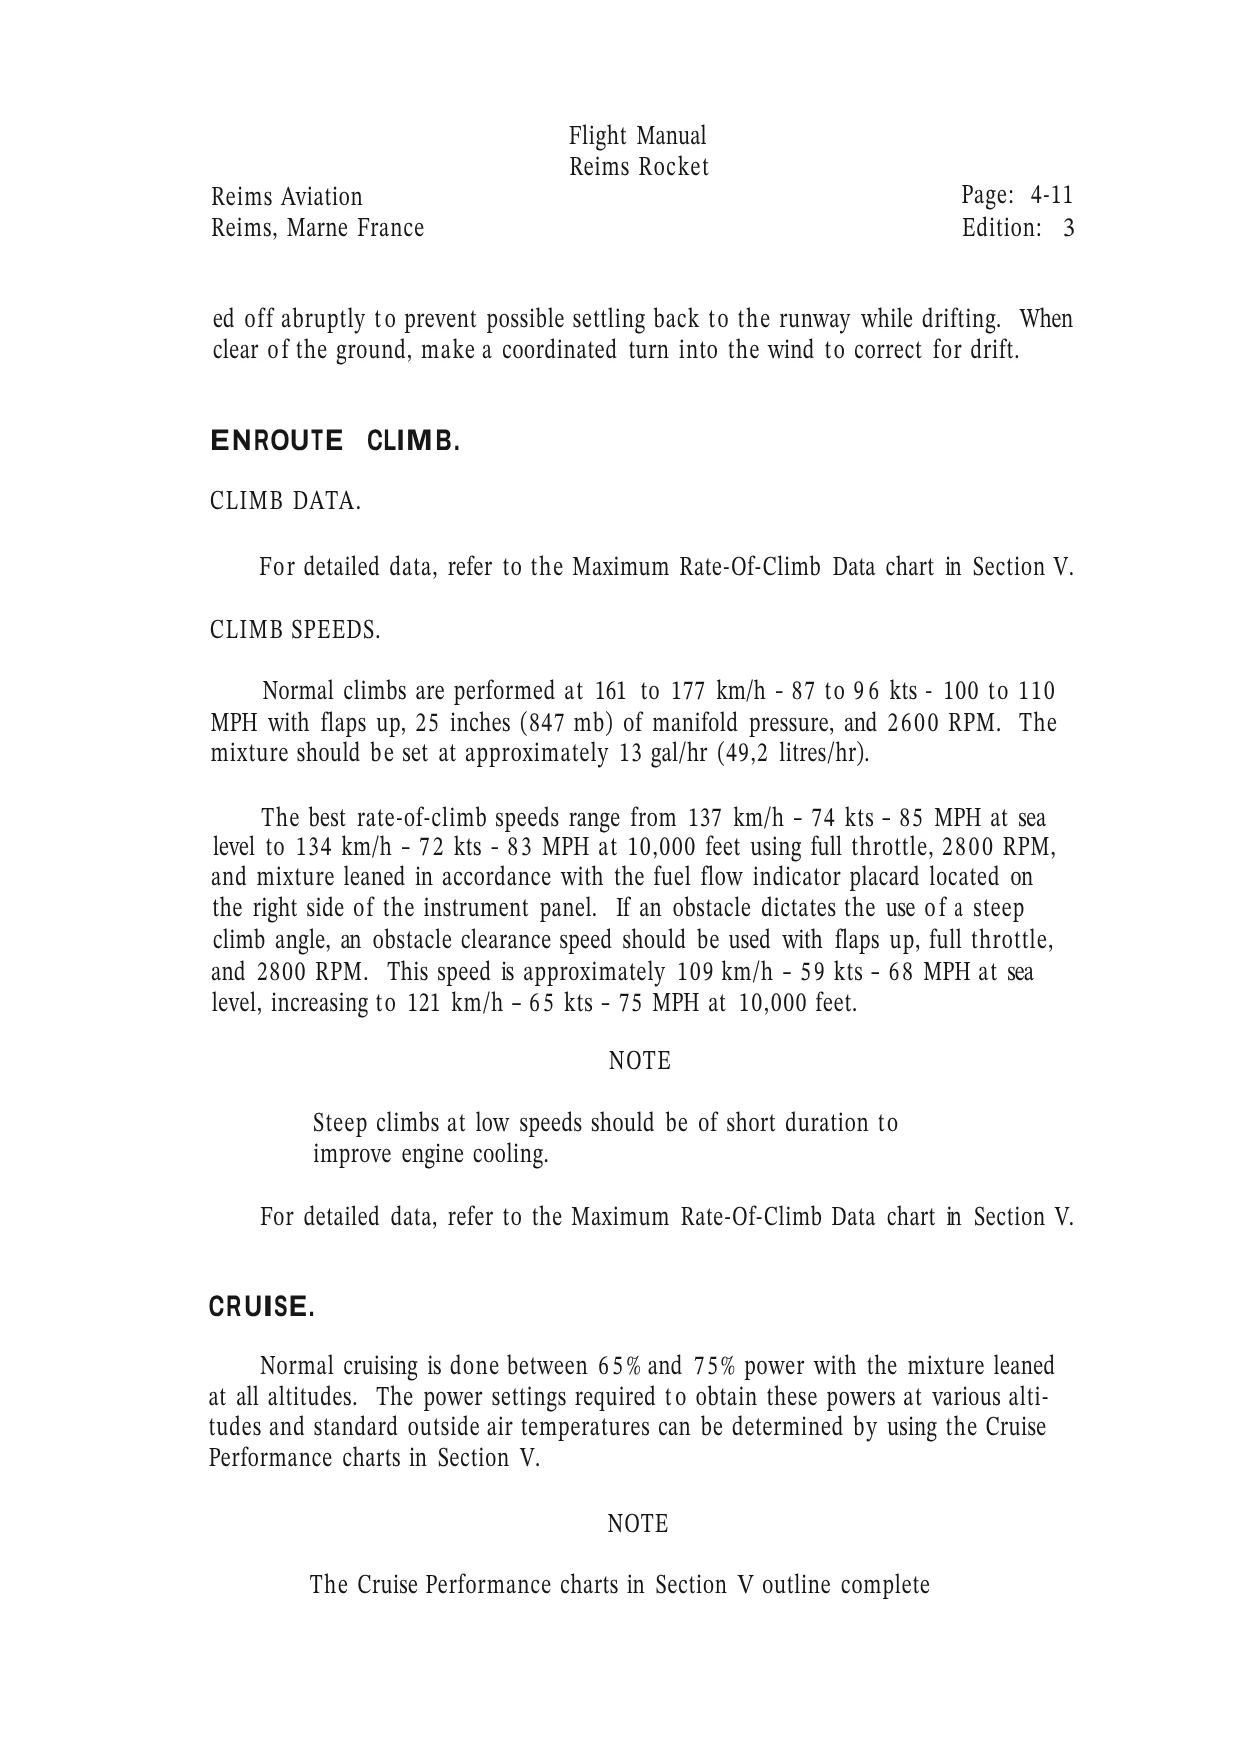 Flight Manual
Reims Rocket
Reims Aviation
Page: 4-11
Reims, Marne France
Edition: 3
ed off abruptly to prevent possible settling back to the runway while drifting. When
clear of the ground, make a coordinated turn into the wind to correct for drift.
ENROUTE CLIMB.
CLIMB DATA.
For detailed data, refer to the Maximum Rate-Of-Climb Data chart in Section V.
CLIMB SPEEDS.
Normal climbs are performed at 161 to 177 km/h - 87 to 96 kts - 100 to 110
MPH with flaps up, 25 inches (847 mb) of manifold pressure, and 2600 RPM. The
mixture should be set at approximately 13 gal/hr (49,2 litres/hr).
The best rate-of-climb speeds range from 137 km/h – 74 kts – 85 MPH at sea
level to 134 km/h – 72 kts - 83 MPH at 10,000 feet using full throttle, 2800 RPM,
and mixture leaned in accordance with the fuel flow indicator placard located on
the right side of the instrument panel. If an obstacle dictates the use of a steep
climb angle, an obstacle clearance speed should be used with flaps up, full throttle,
and 2800 RPM. This speed is approximately 109 km/h – 59 kts – 68 MPH at sea
level, increasing to 121 km/h – 65 kts – 75 MPH at 10,000 feet.
NOTE
Steep climbs at low speeds should be of short duration to
improve engine cooling.
For detailed data, refer to the Maximum Rate-Of-Climb Data chart in Section V.
CRUISE.
Normal cruising is done between 65% and 75% power with the mixture leaned
at all altitudes. The power settings required to obtain these powers at various alti-
tudes and standard outside air temperatures can be determined by using the Cruise
Performance charts in Section V.
NOTE
The Cruise Performance charts in Section V outline complete